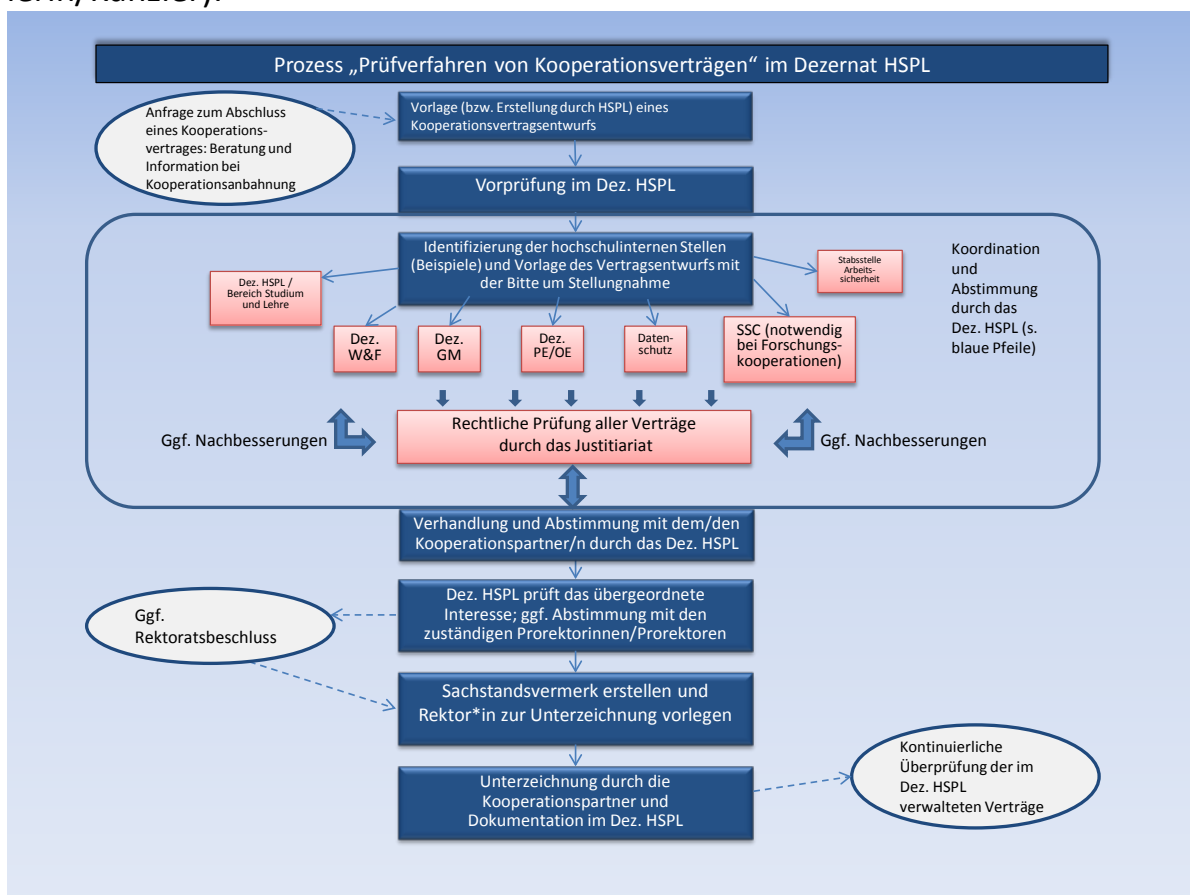 Prozess „Prüfverfahren von Kooperationsverträgen“ im Dezernat HSPL
Anfrage zum Abschluss
eines Kooperations-
vertrages: Beratung und
Information bei
Kooperationsanbahnung
Vorlage (bzw. Erstellung durch HSPL) eines
Kooperationsvertragsentwurfs
Vorprüfung im Dez. HSPL
Identifizierung der hochschulinternen Stellen
(Beispiele) und Vorlage des Vertragsentwurfs mit
der Bitte um Stellungnahme
Koordination
und
Abstimmung
durch das
Dez. HSPL (s.
blaue Pfeile)
Stabsstelle
Arbeits-
sicherheit
Dez. HSPL /
Bereich Studium
und Lehre
Dez.
W&F
Dez.
GM
Dez.
PE/OE
Daten-
schutz
SSC (notwendig
bei Forschungs-
kooperationen)
Ggf. Nachbesserungen
Rechtliche Prüfung aller Verträge
durch das Justitiariat
Ggf. Nachbesserungen
Verhandlung und Abstimmung mit dem/den
Kooperationspartner/n durch das Dez. HSPL
Dez. HSPL prüft das übergeordnete
Interesse; ggf. Abstimmung mit den
zuständigen Prorektorinnen/Prorektoren
Ggf.
Rektoratsbeschluss
Sachstandsvermerk erstellen und
Rektor*in zur Unterzeichnung vorlegen
Unterzeichnung durch die
Kooperationspartner und
Dokumentation im Dez. HSPL
Kontinuierliche
Überprüfung der im
Dez. HSPL
verwalteten Verträge